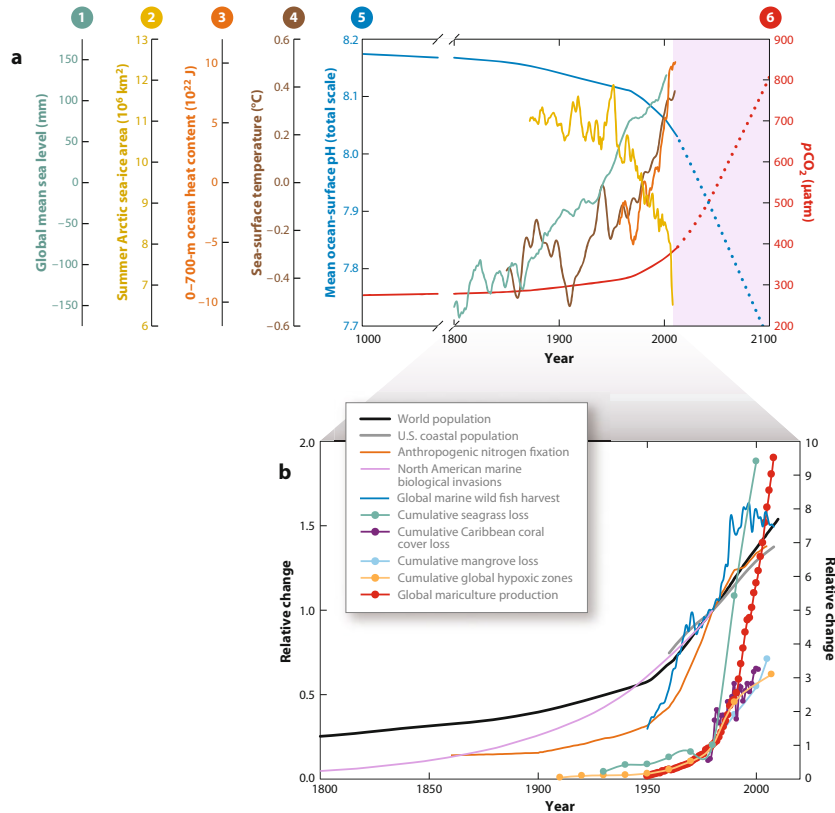 1 2 3 4 5 6
a
Global mean sea level (mm)
150
100
50
0
–50
–100
–150
Summer Arctic sea-ice area (10⁶ km²)
13
12
11
10
9
8
7
6
0–700-m ocean heat content (10²² J)
10
5
0
–5
–10
Sea-surface temperature (°C)
0.6
0.4
0.2
0.0
–0.2
–0.4
–0.6
Mean ocean-surface pH (total scale)
8.2
8.1
8.0
7.9
7.8
7.7
900
800
700
600
500
400
300
200
pCO₂ (μatm)
1000 1800 1900 2000 2100
Year
b
World population
U.S. coastal population
Anthropogenic nitrogen fixation
North American marine
biological invasions
Global marine wild fish harvest
Cumulative seagrass loss
Cumulative Caribbean coral
cover loss
Cumulative mangrove loss
Cumulative global hypoxic zones
Global mariculture production
Relative change
2.0
1.5
1.0
0.5
0.0
10
9
8
7
6
5
4
3
2
1
0
Relative change
1800 1850 1900 1950 2000
Year